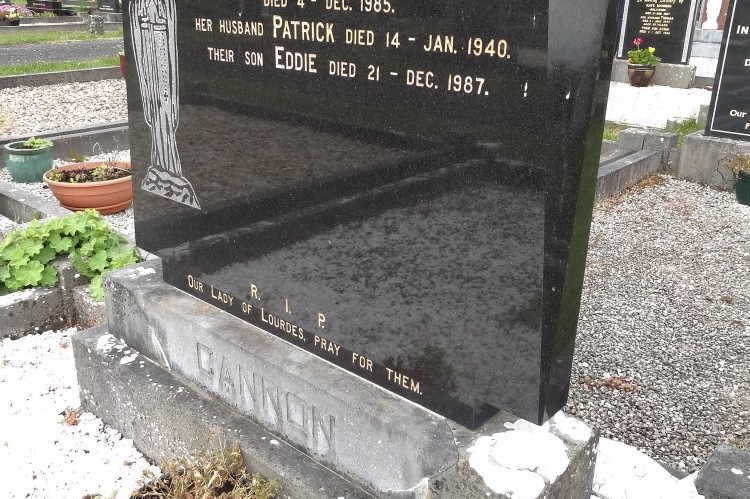 DIED 4 - DEC. 1985.
HER HUSBAND PATRICK DIED 14 - JAN. 1940.
THEIR SON EDDIE DIED 21 - DEC. 1987.
R. I. P.
OUR LADY OF LOURDES, PRAY FOR THEM.
CANNON